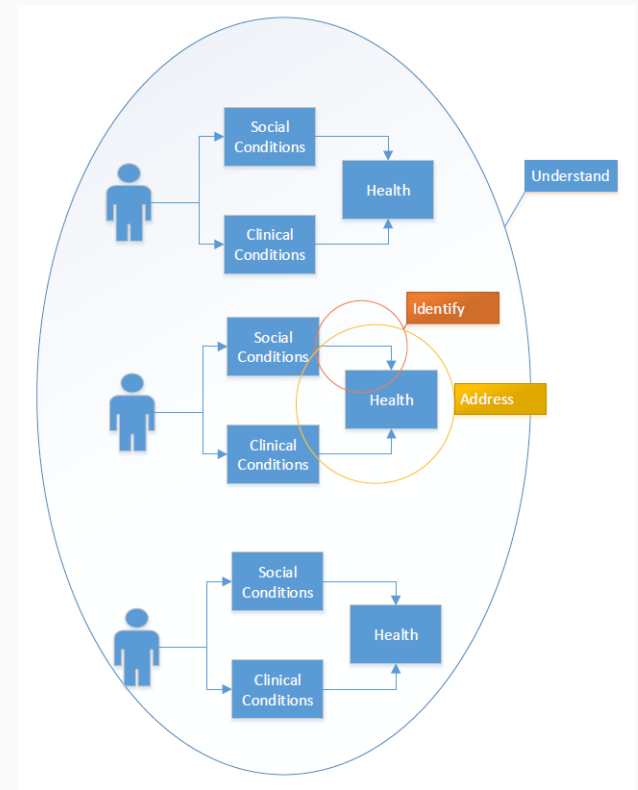 Social
Conditions
Understand
Health
Clinical
Conditions
Identify
Social
Conditions
Health
Address
Clinical
Conditions
Social
Conditions
Health
Clinical
Conditions